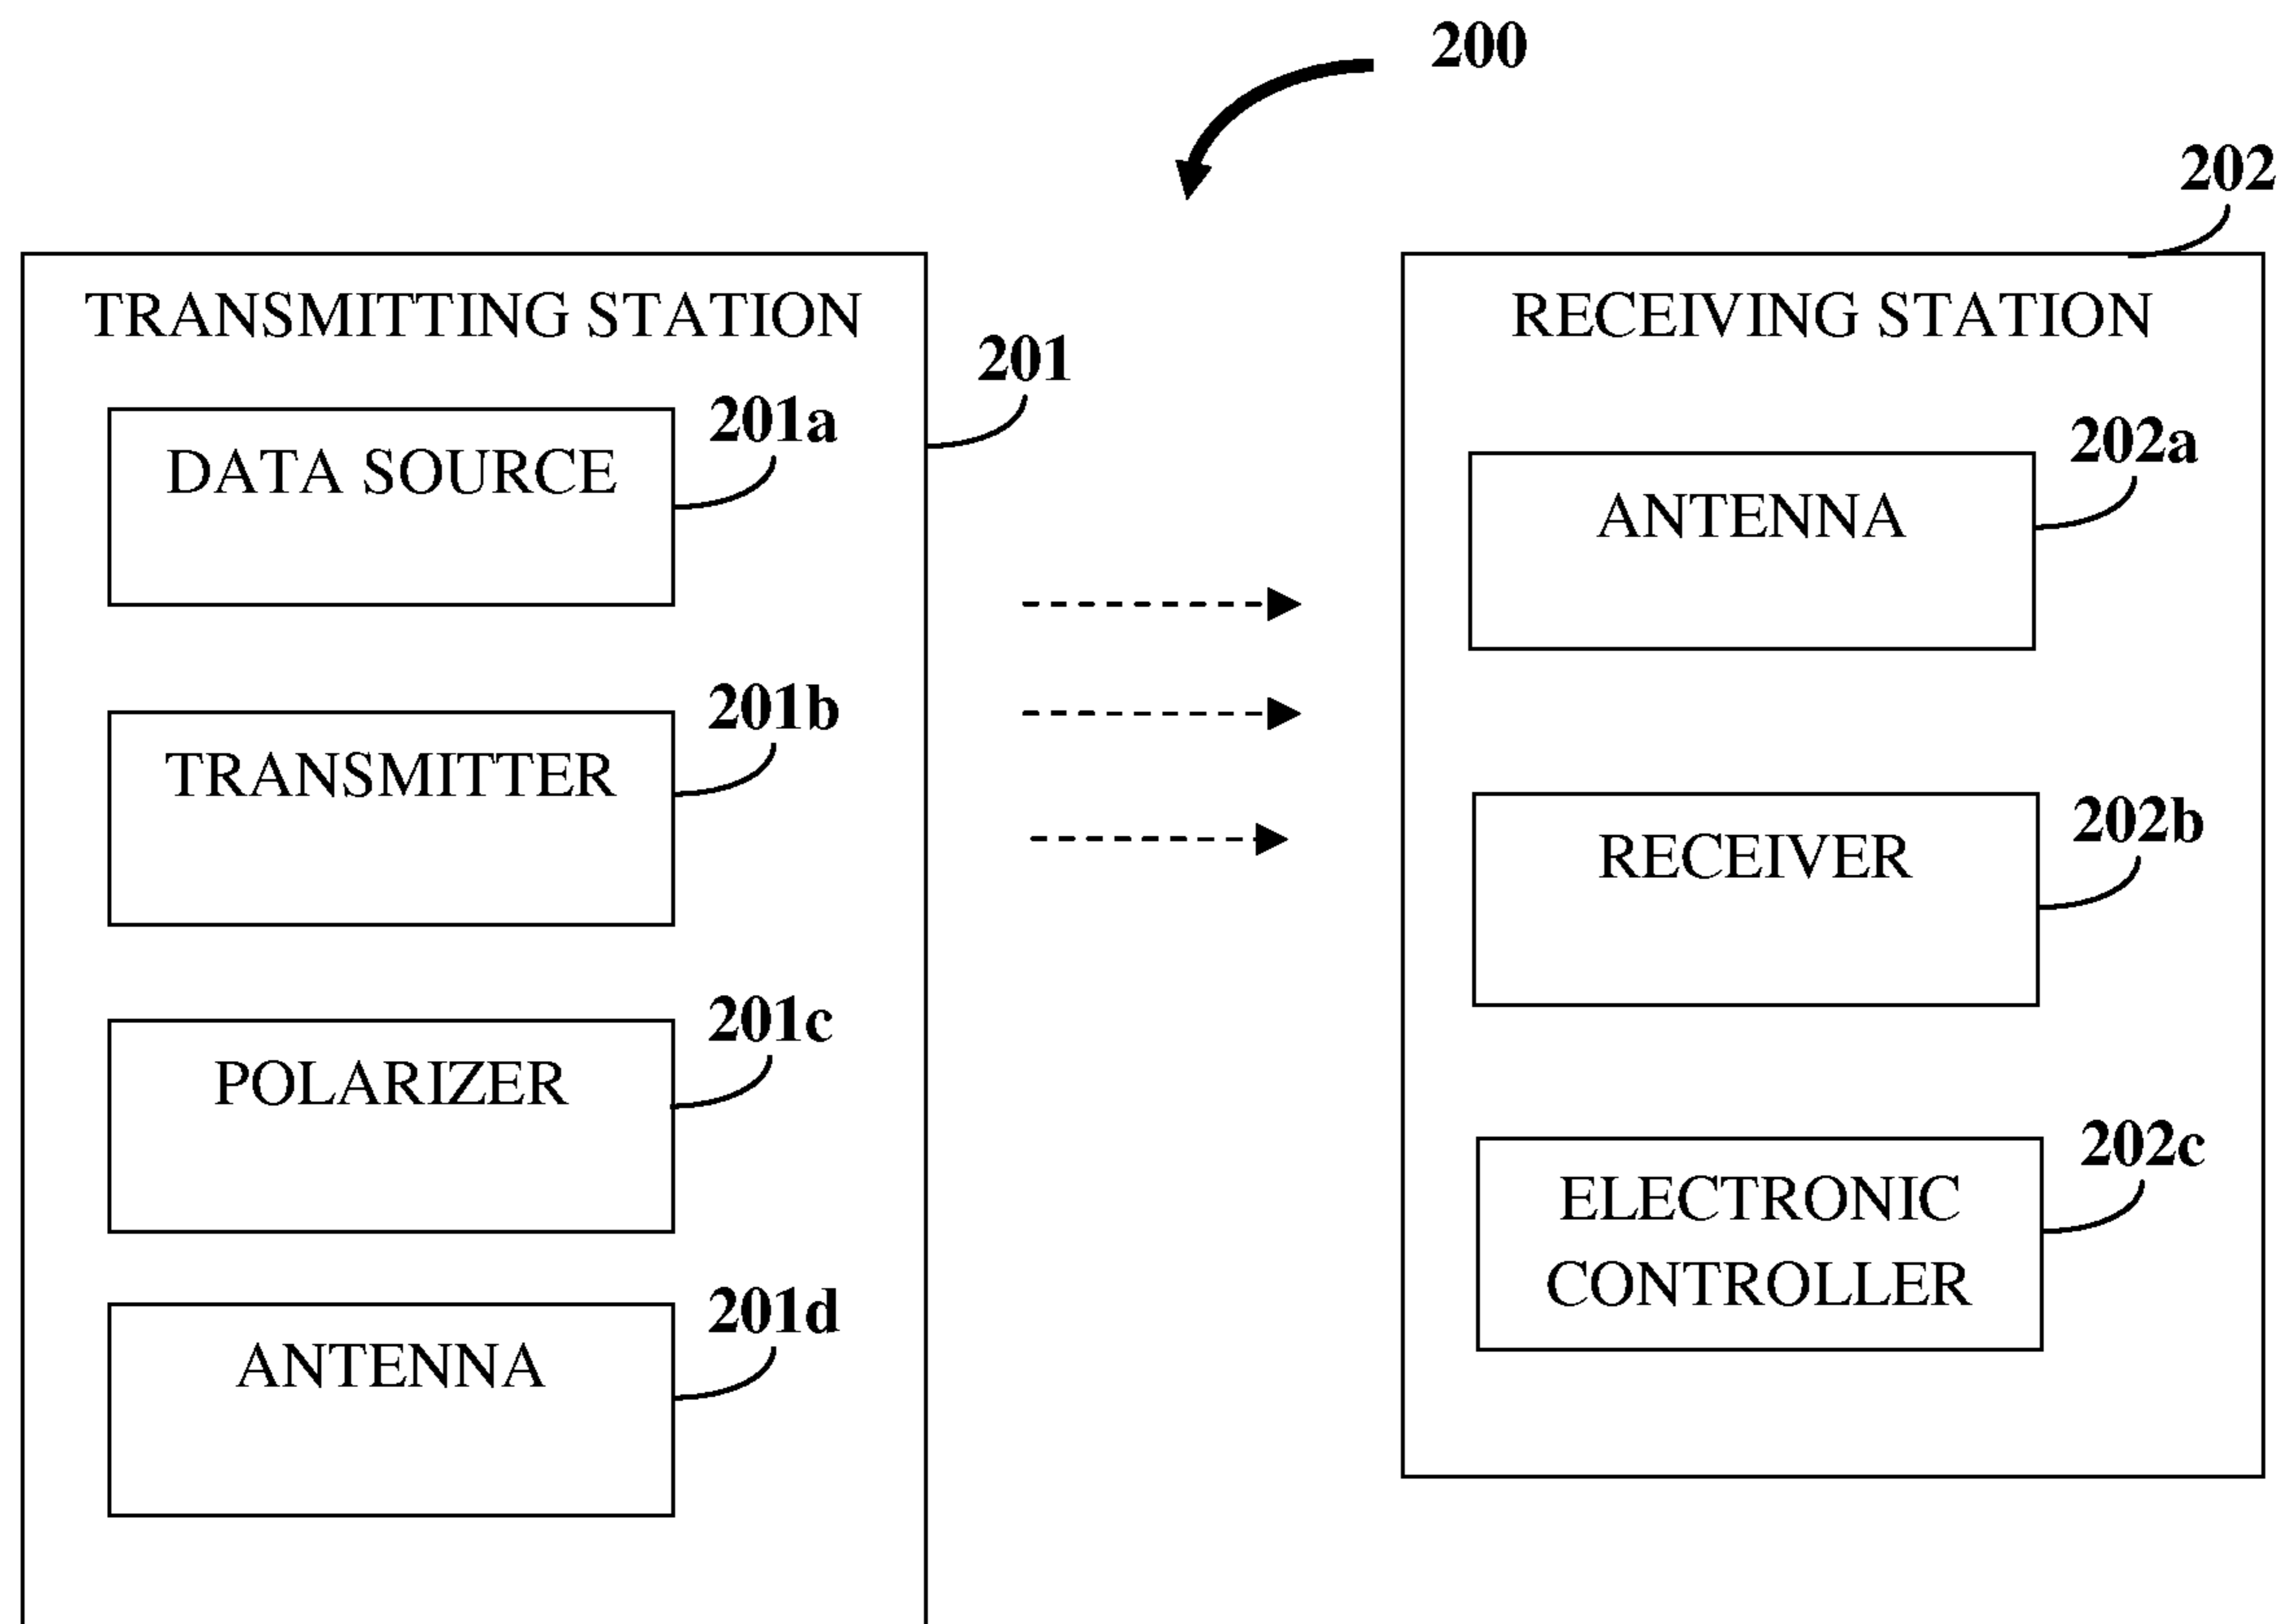 200
202
TRANSMITTING STATION
201
DATA SOURCE
201a
TRANSMITTER
201b
POLARIZER
201c
ANTENNA
201d
RECEIVING STATION
ANTENNA
202a
RECEIVER
202b
ELECTRONIC
CONTROLLER
202c